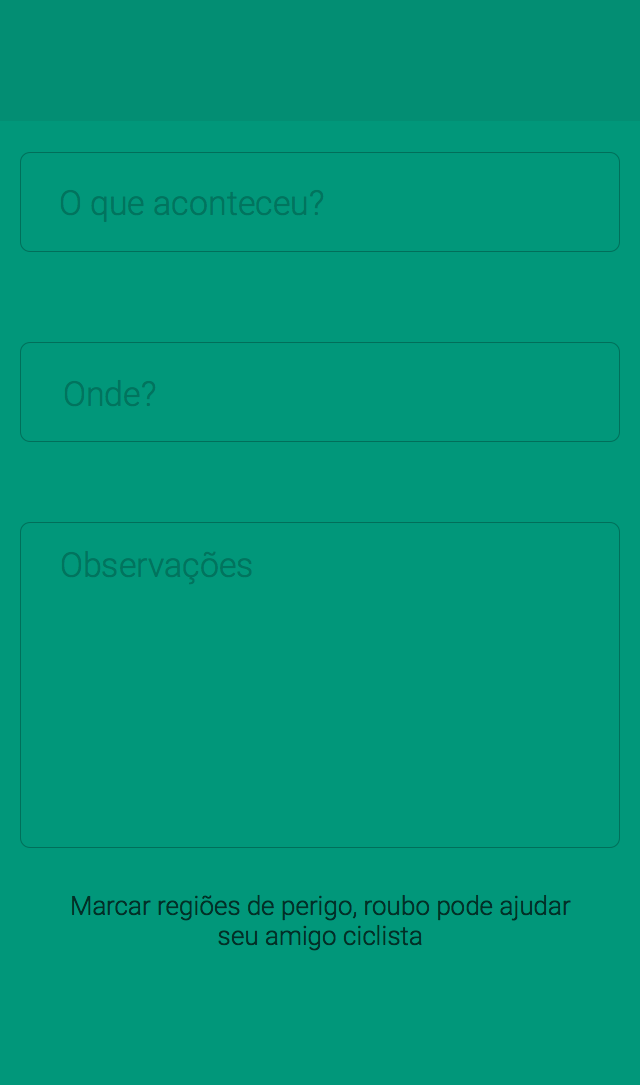 O que aconteceu?
Onde?
Observações
Marcar regiões de perigo, roubo pode ajudar
seu amigo ciclista